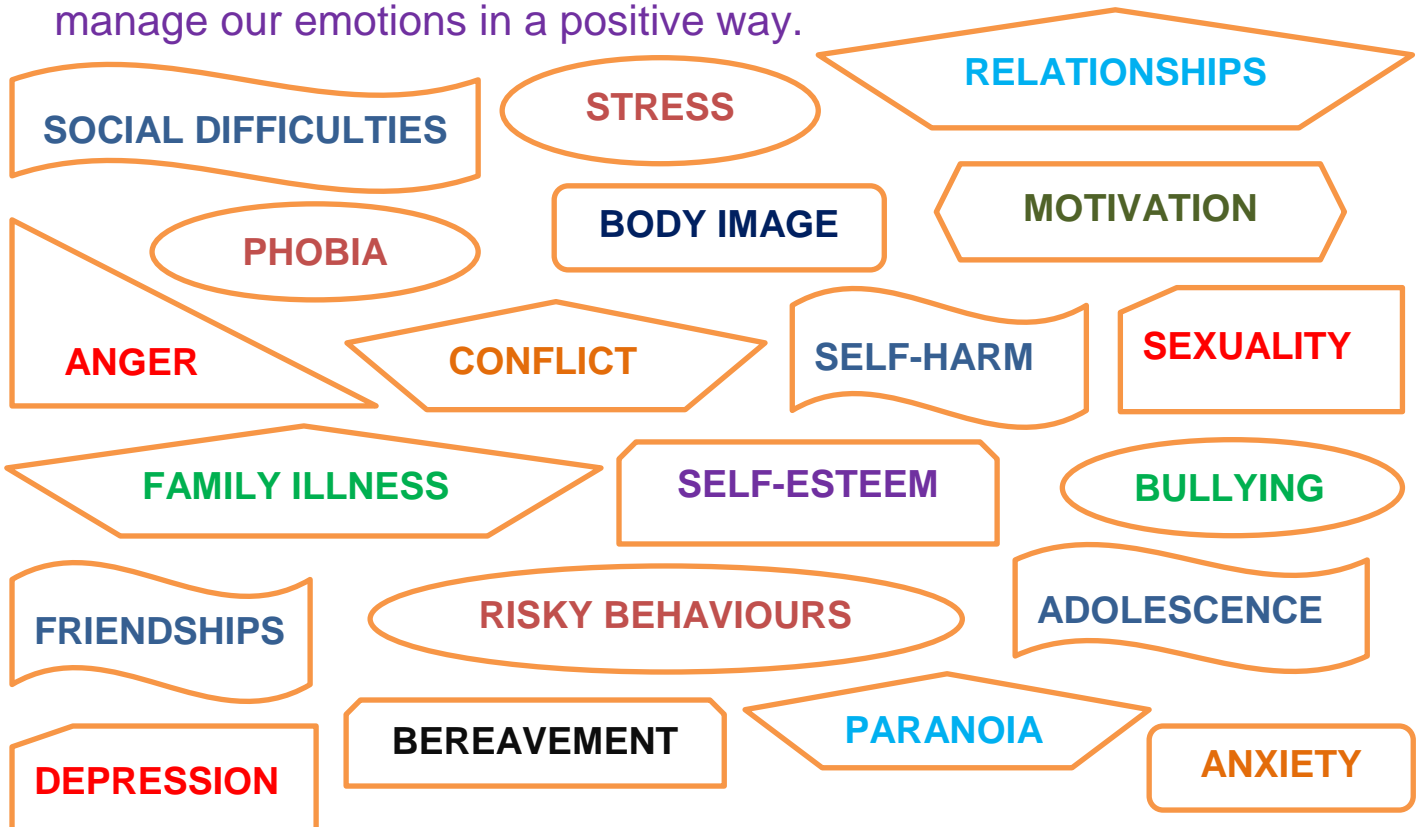 manage our emotions in a positive way.
RELATIONSHIPS
STRESS
SOCIAL DIFFICULTIES
MOTIVATION
BODY IMAGE
PHOBIA
ANGER
CONFLICT
SELF-HARM
SEXUALITY
FAMILY ILLNESS
SELF-ESTEEM
BULLYING
FRIENDSHIPS
RISKY BEHAVIOURS
ADOLESCENCE
BEREAVEMENT
PARANOIA
ANXIETY
DEPRESSION